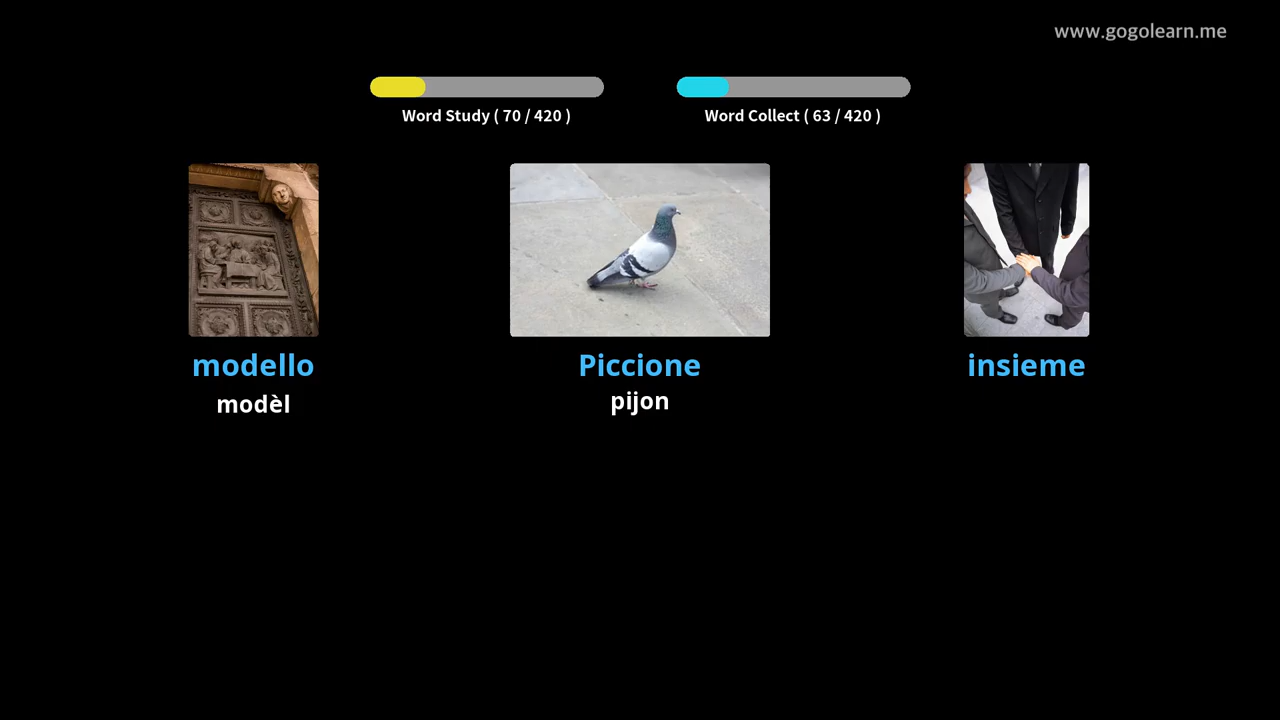 www.gogolearn.me
Word Study ( 70 / 420 )
Word Collect ( 63 / 420 )
modello
modèl
Piccione
pijon
insieme